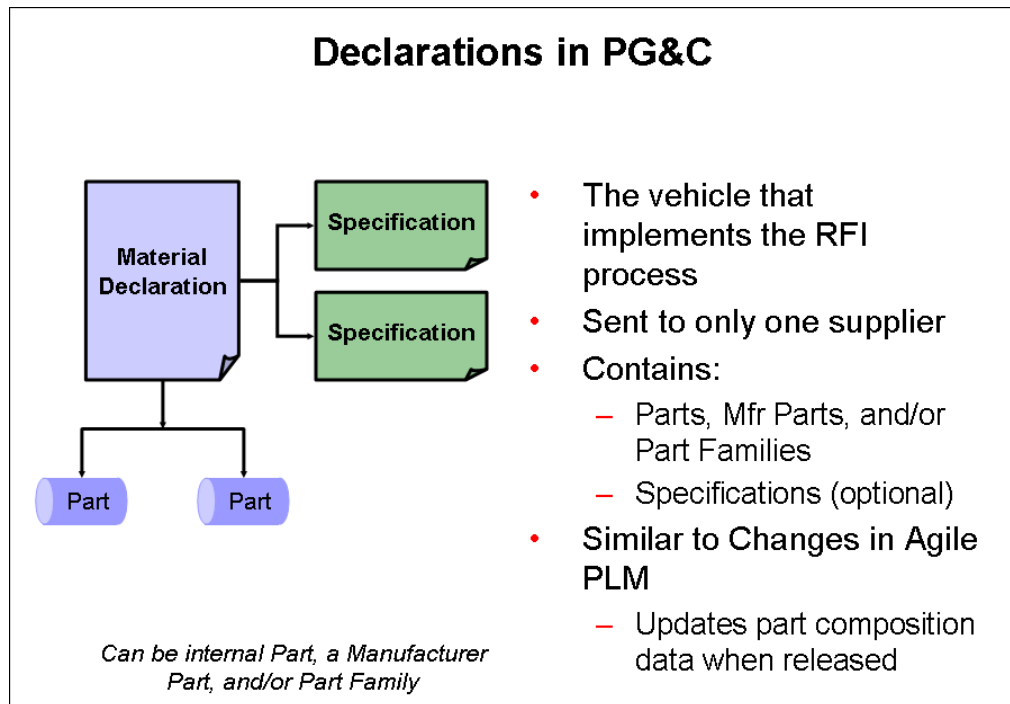 Declarations in PG&C
Material
Declaration
Specification
Specification
Part
Part
Can be internal Part, a Manufacturer
Part, and/or Part Family
• The vehicle that
implements the RFI
process
• Sent to only one supplier
• Contains:
– Parts, Mfr Parts, and/or
Part Families
– Specifications (optional)
• Similar to Changes in Agile
PLM
– Updates part composition
data when released